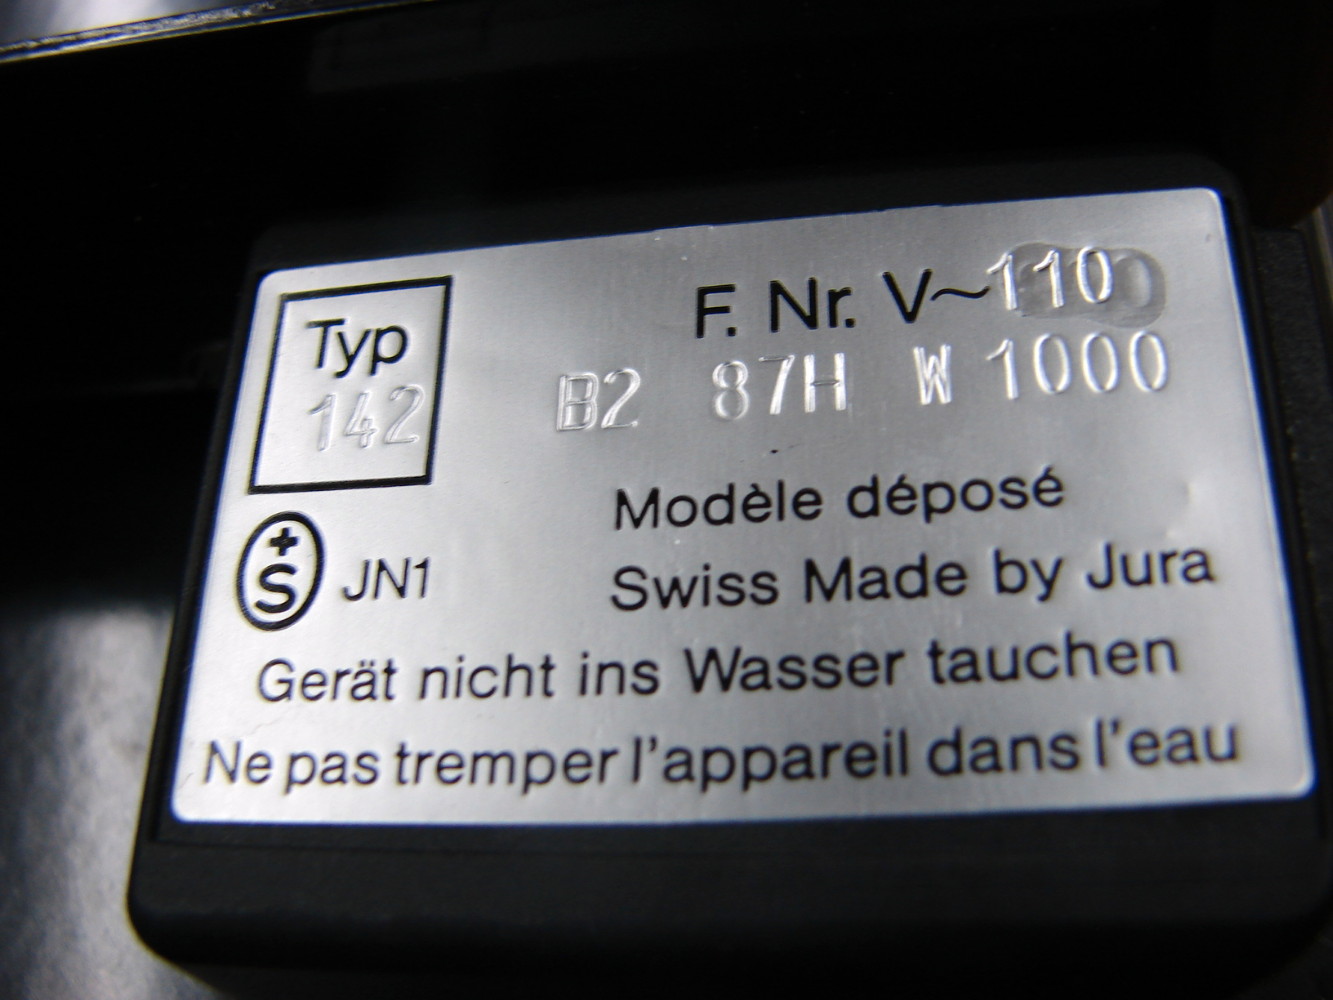 Typ
142
F. Nr. V~110
B2 87H W 1000
Modèle déposé
+S JN1
Swiss Made by Jura
Gerät nicht ins Wasser tauchen
Ne pas tremper l'appareil dans l'eau